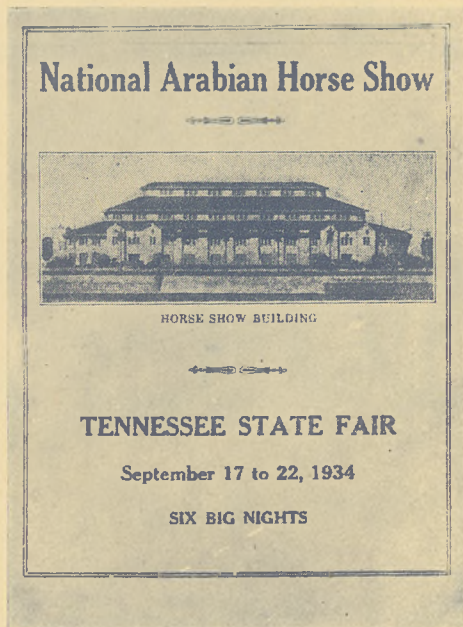 National Arabian Horse Show
HORSE SHOW BUILDING
TENNESSEE STATE FAIR
September 17 to 22, 1934
SIX BIG NIGHTS